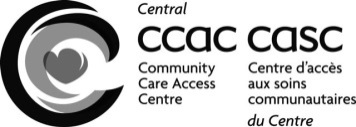 Central
ccac casc
Community Centre d'accès
Care Access aux soins
Centre communautaires
du Centre